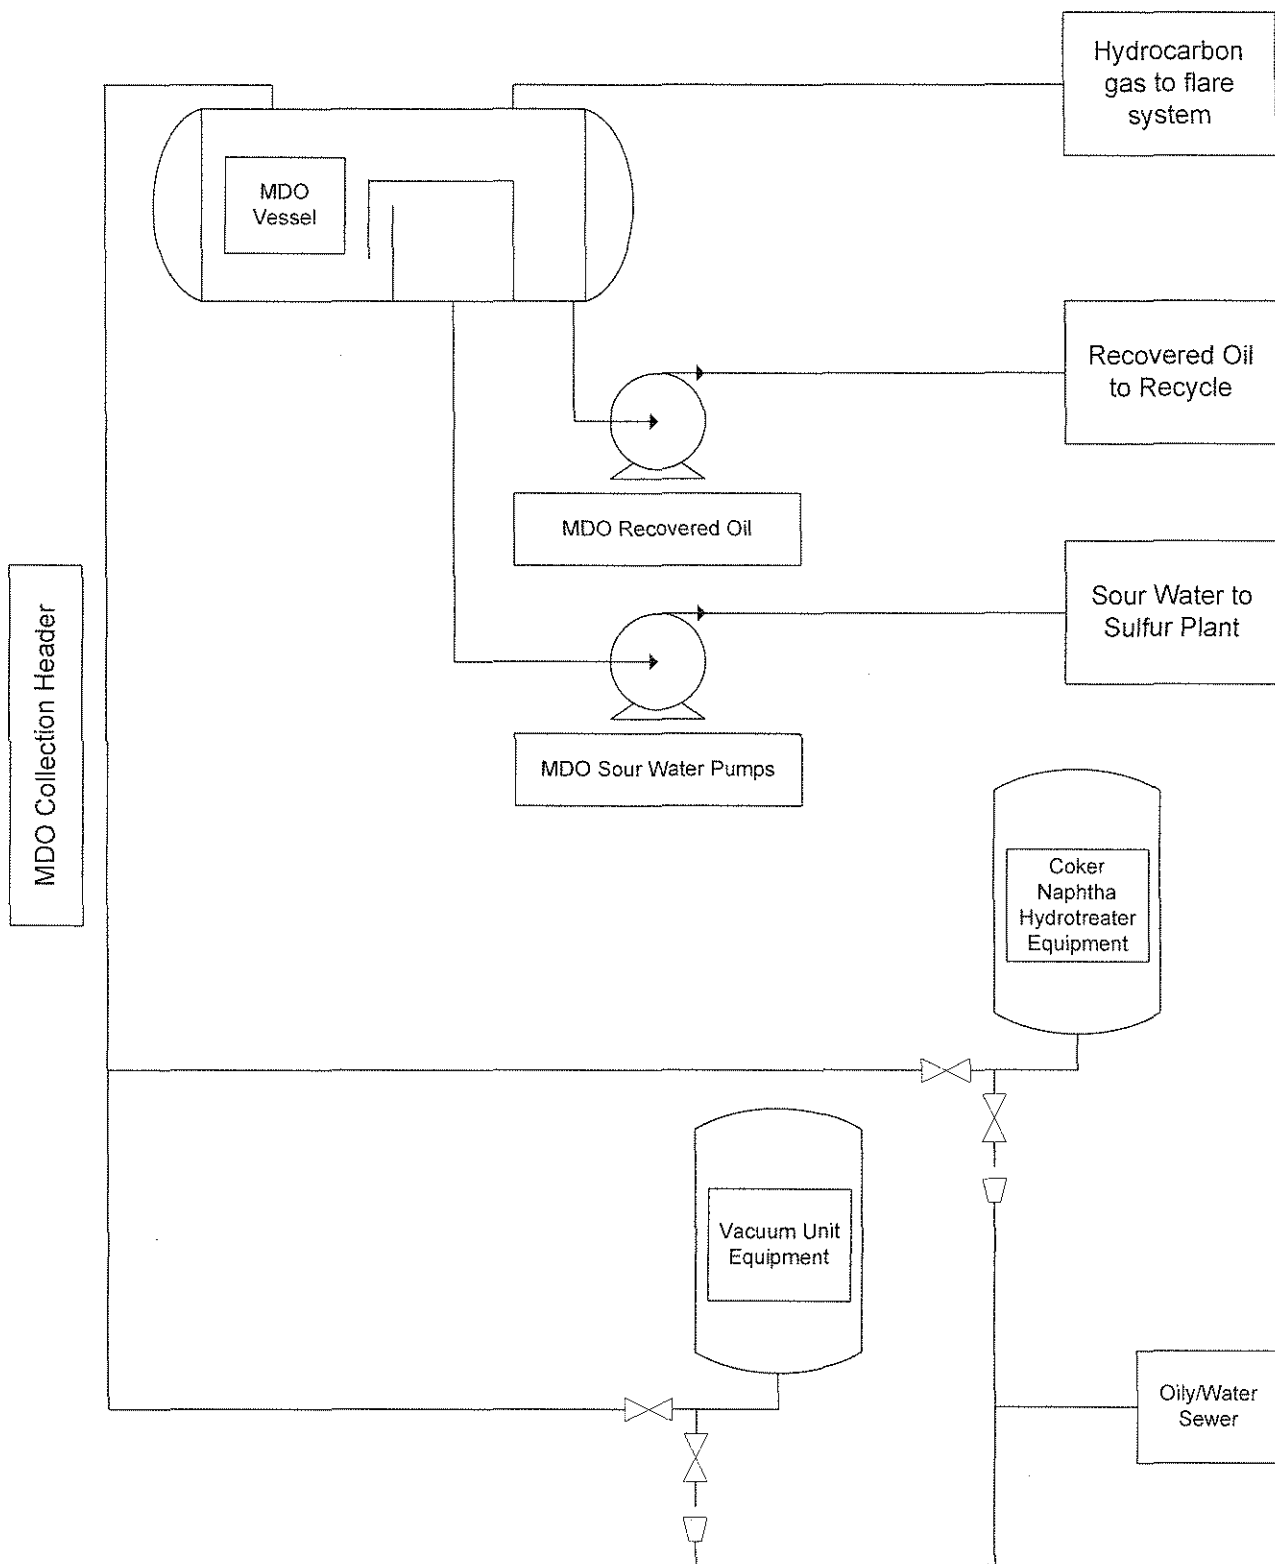 Hydrocarbon
gas to flare
system
MDO
Vessel
Recovered Oil
to Recycle
MDO Recovered Oil
Sour Water to
Sulfur Plant
MDO Collection Header
MDO Sour Water Pumps
Coker
Naphtha
Hydrotreater
Equipment
Vacuum Unit
Equipment
Oily/Water
Sewer